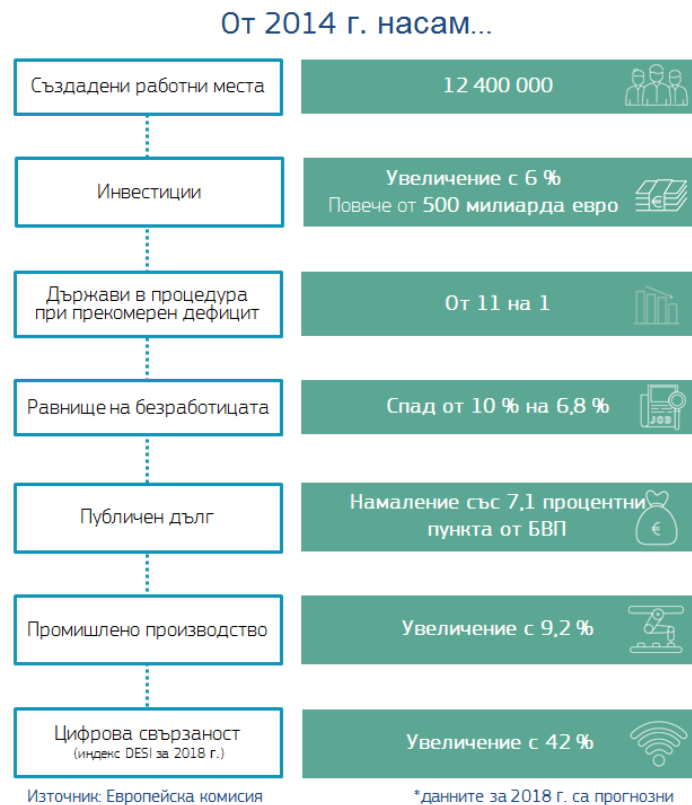 От 2014 г. насам...
Създадени работни места
12 400 000
Инвестиции
Увеличение с 6 %
Повече от 500 милиарда евро
Държави в процедура
при прекомерен дефицит
От 11 на 1
Равнище на безработицата
Спад от 10 % на 6,8 %
JOB
Публичен дълг
Намаление със 7,1 процентни
пункта от БВП
€
Промишлено производство
Увеличение с 9,2 %
Цифрова свързаност
(индекс DESI за 2018 г.)
Увеличение с 42 %
Източник: Европейска комисия
*данните за 2018 г. са прогнозни